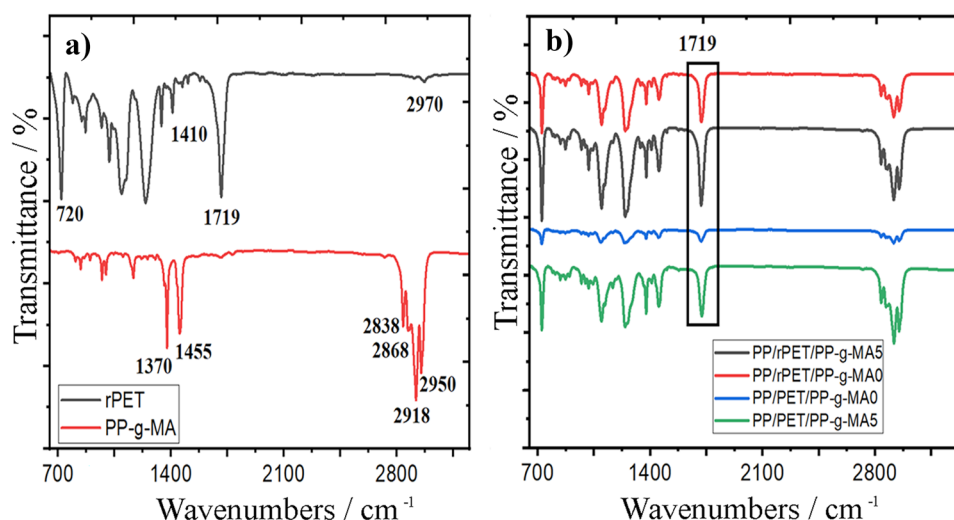 a)
Transmittance / %
2970
1410
720
1719
2838
2868
1370
1455
2950
2918
rPET
PP-g-MA
700
1400
2100
2800
Wavenumbers / cm⁻¹
b)
1719
Transmittance / %
PP/rPET/PP-g-MA5
PP/rPET/PP-g-MA0
PP/PET/PP-g-MA0
PP/PET/PP-g-MA5
700
1400
2100
2800
Wavenumbers / cm⁻¹